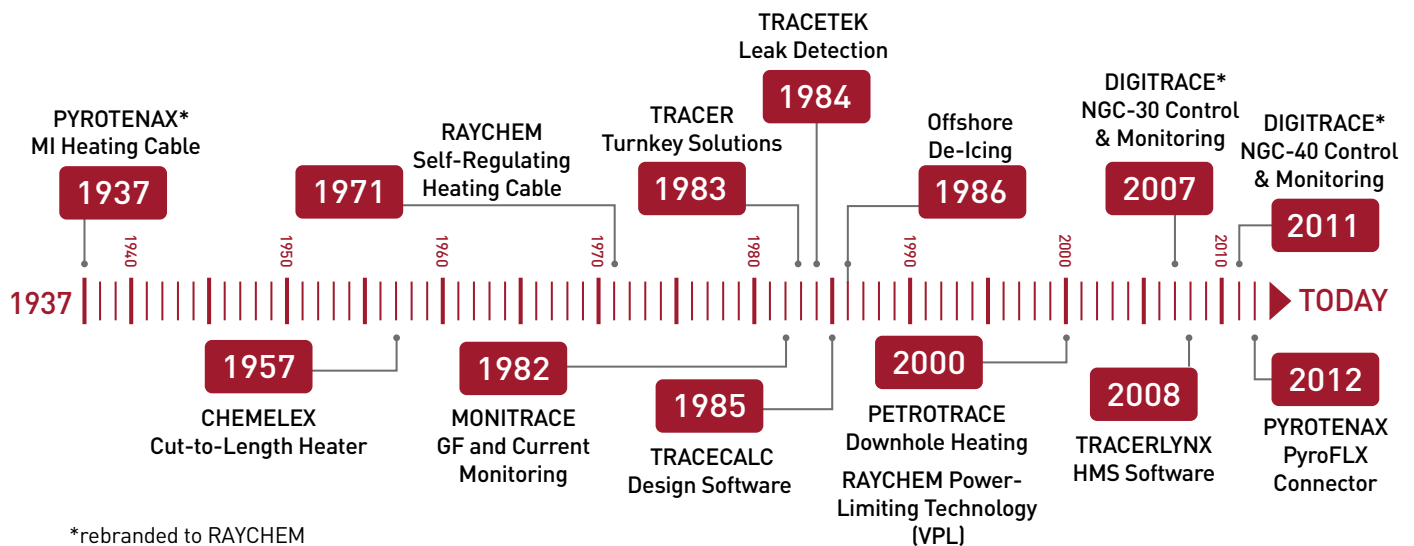 PYROTENAX*
MI Heating Cable
1937
1971
RAYCHEM
Self-Regulating
Heating Cable
TRACER
Turnkey Solutions
1983
TRACETEK
Leak Detection
1984
Offshore
De-Icing
1986
DIGITRACE*
NGC-30 Control
& Monitoring
2007
DIGITRACE*
NGC-40 Control
& Monitoring
2011
1937
1940
1950
1960
1970
1980
1990
2000
2010
TODAY
1957
CHEMELEX
Cut-to-Length Heater
1982
MONITRACE
GF and Current
Monitoring
1985
TRACECALC
Design Software
2000
PETROTRACE
Downhole Heating
RAYCHEM Power-
Limiting Technology
(VPL)
2008
TRACERLYNX
HMS Software
2012
PYROTENAX
PyroFLX
Connector
*rebranded to RAYCHEM